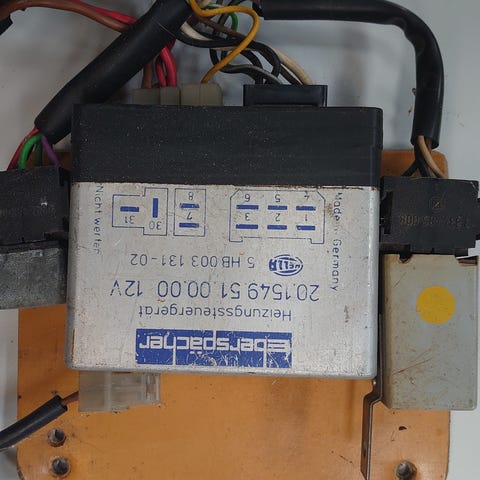 Eberspächer
Heizungssteuergerät
20.1549.51.00.00 12V
5 HB 003 131-02
HELLA
Made in Germany
Nicht werfen
1 2 3
4 5 6
7
8
30
31